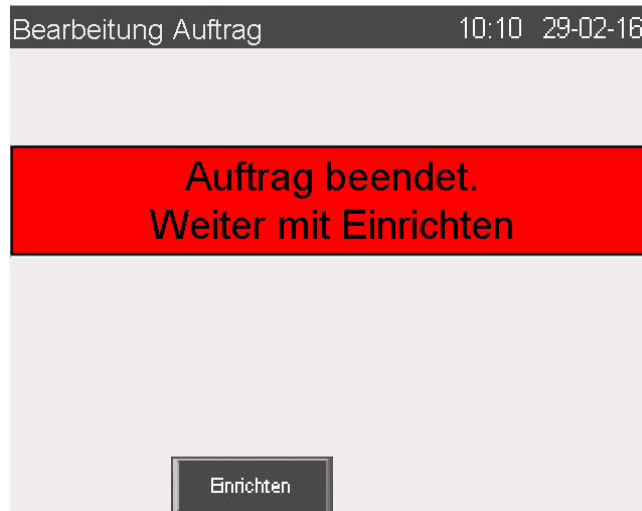 Bearbeitung Auftrag 10:10 29-02-16
Auftrag beendet.
Weiter mit Einrichten
Einrichten